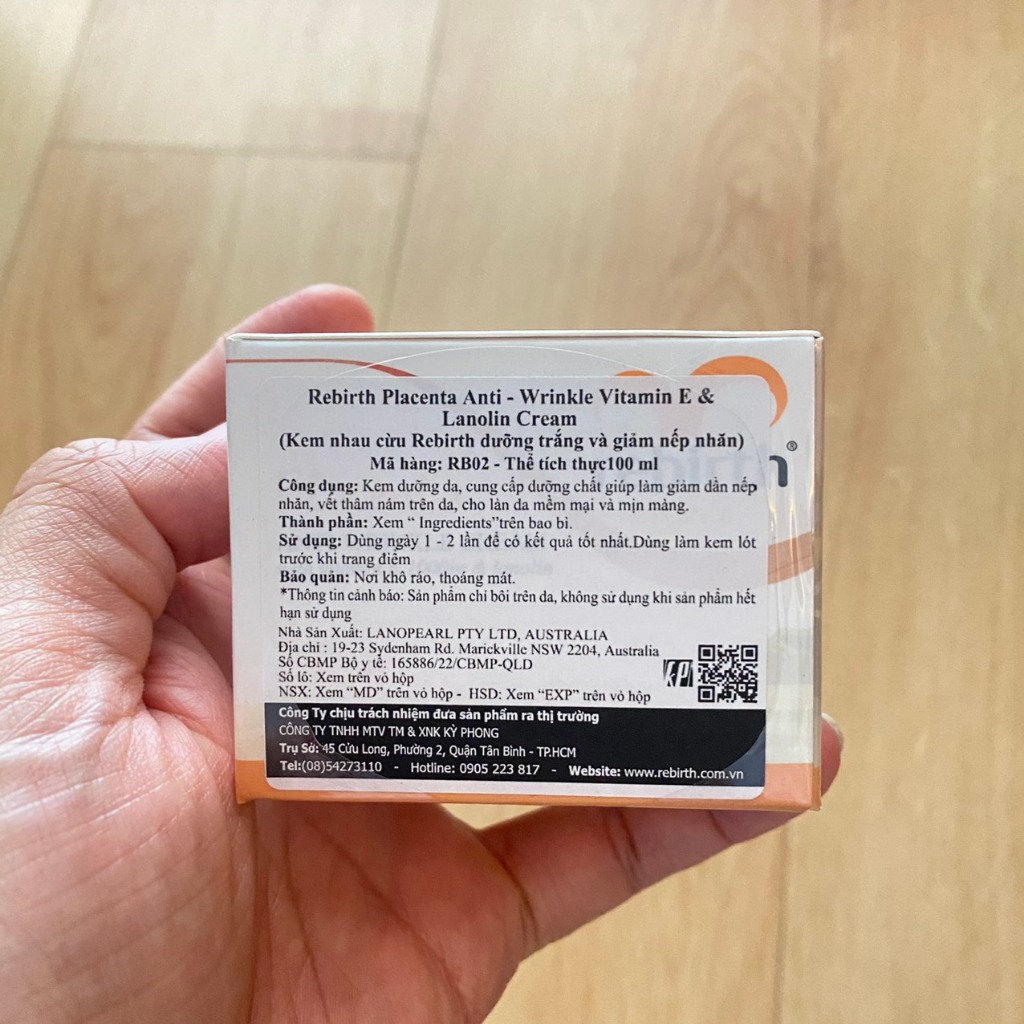 Rebirth Placenta Anti - Wrinkle Vitamin E &
Lanolin Cream
(Kem nhau cừu Rebirth dưỡng trắng và giảm nếp nhăn)
Mã hàng: RB02 - Thể tích thực100 ml
Công dụng: Kem dưỡng da, cung cấp dưỡng chất giúp làm giảm dần nếp
nhăn, vết thâm nám trên da, cho làn da mềm mại và mịn màng.
Thành phần: Xem “ Ingredients”trên bao bì.
Sử dụng: Dùng ngày 1 - 2 lần để có kết quả tốt nhất.Dùng làm kem lót
trước khi trang điểm
Bảo quản: Nơi khô ráo, thoáng mát.
*Thông tin cảnh báo: Sản phẩm chỉ bôi trên da, không sử dụng khi sản phẩm hết
hạn sử dụng
Nhà Sản Xuất: LANOPEARL PTY LTD, AUSTRALIA
Địa chỉ : 19-23 Sydenham Rd. Marickville NSW 2204, Australia
Số CBMP Bộ y tế: 165886/22/CBMP-QLD
Số lô: Xem trên vỏ hộp
NSX: Xem “MD” trên vỏ hộp - HSD: Xem “EXP” trên vỏ hộp
KP
Công Ty chịu trách nhiệm đưa sản phẩm ra thị trường
CÔNG TY TNHH MTV TM & XNK KỲ PHONG
Trụ Sở: 45 Cửu Long, Phường 2, Quận Tân Bình - TP.HCM
Tel:(08)54273110 - Hotline: 0905 223 817 - Website: www.rebirth.com.vn